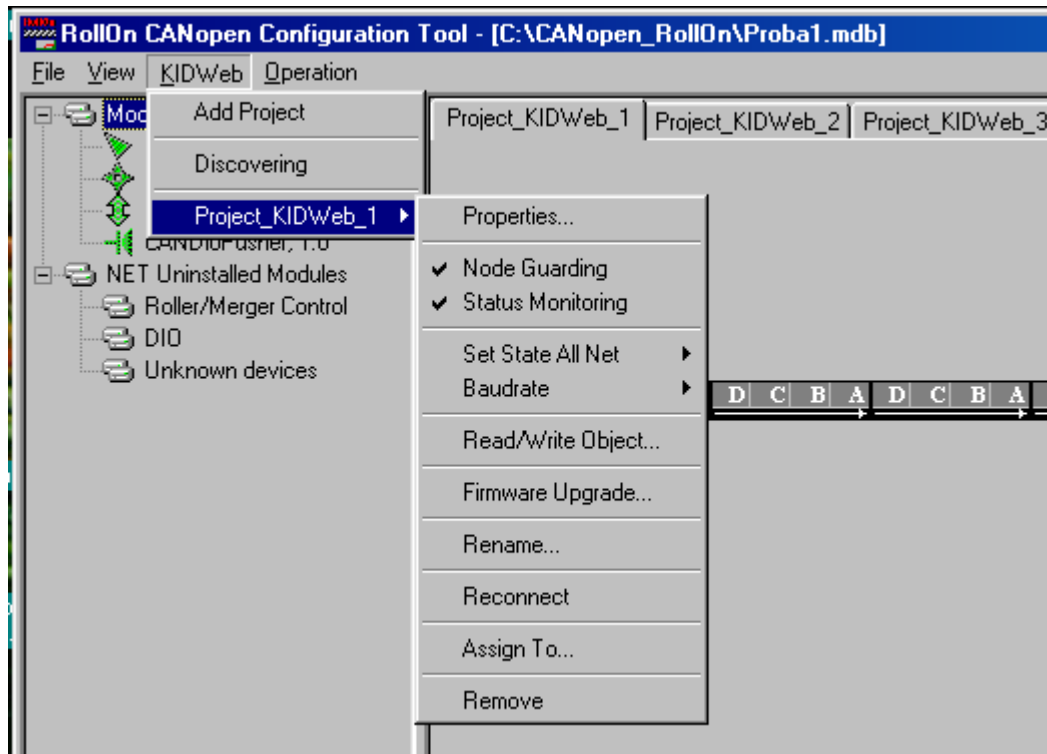 RollOn CANopen Configuration Tool - [C:\CANopen_RollOn\Proba1.mdb]
File View KIDWeb Operation
Add Project
Discovering
Project_KIDWeb_1
Properties...
Node Guarding
Status Monitoring
Set State All Net
Baudrate
Read/Write Object...
Firmware Upgrade...
Rename...
Reconnect
Assign To...
Remove
NET Uninstalled Modules
Roller/Merger Control
DIO
Unknown devices
Project_KIDWeb_1 Project_KIDWeb_2 Project_KIDWeb_3
D C B A D C B A